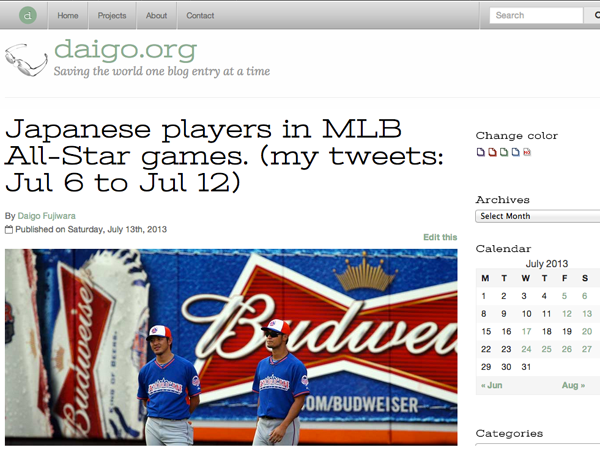 d Home Projects About Contact Search
daigo.org
Saving the world one blog entry at a time
Japanese players in MLB
All-Star games. (my tweets:
Jul 6 to Jul 12)
By Daigo Fujiwara
Published on Saturday, July 13th, 2013
Edit this
Budweiser
KING OF BEERS.
Budwei
OM/BUDWEISER
Change color
Archives
Select Month
Calendar
July 2013
M T W T F S S
1 2 3 4 5 6
8 9 10 11 12 13
15 16 17 18 19 20
22 23 24 25 26 27
29 30 31
« Jun Aug »
Categories